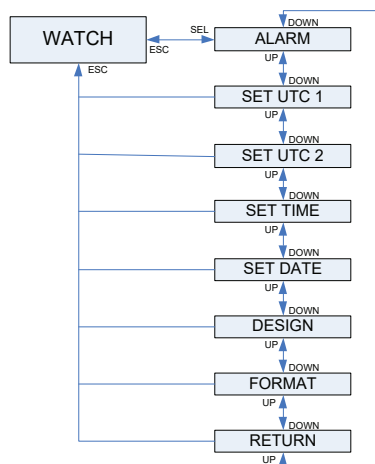 DOWN
WATCH
SEL
ESC
ALARM
ESC
UP
DOWN
SET UTC 1
UP
DOWN
SET UTC 2
UP
DOWN
SET TIME
UP
DOWN
SET DATE
UP
DOWN
DESIGN
UP
DOWN
FORMAT
UP
DOWN
RETURN
UP